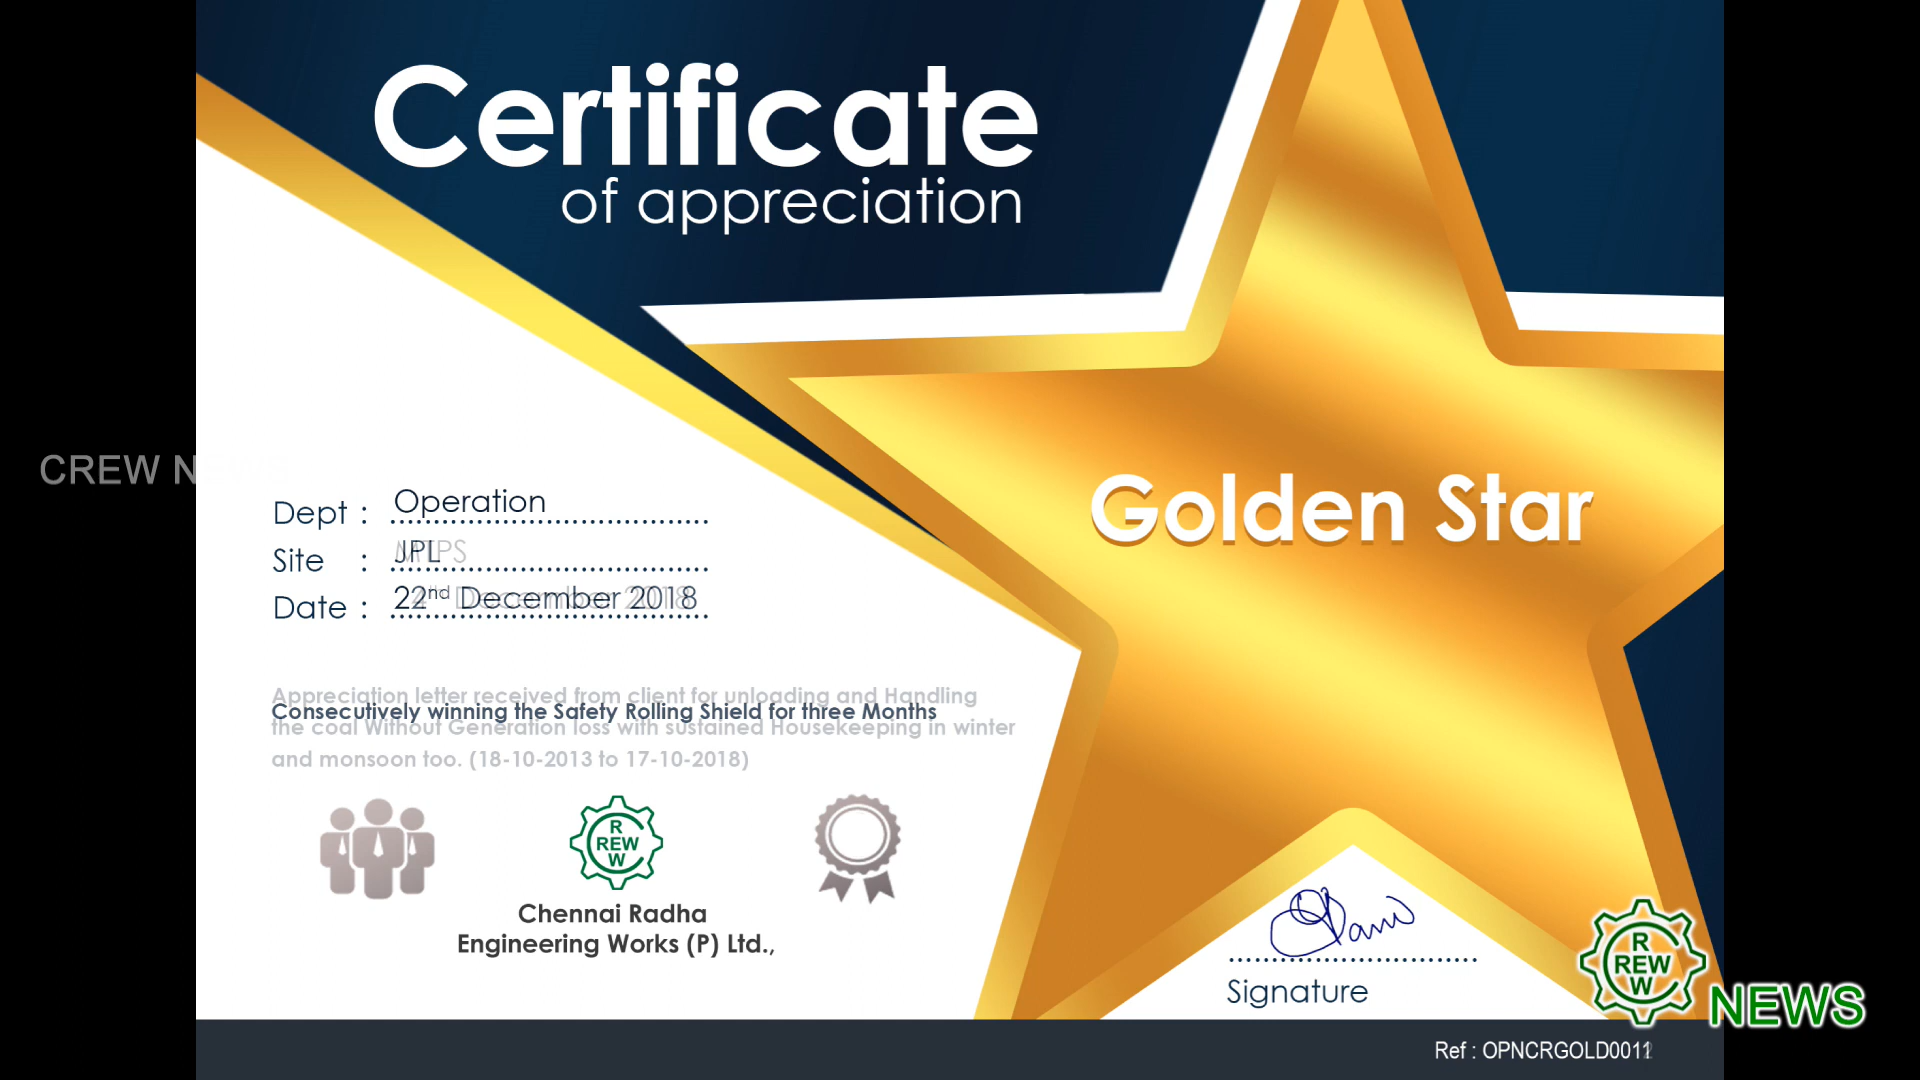 Certificate
of appreciation
CREW NEWS
Golden Star
Dept : Operation
Site : JPL
Date : 22nd December 2018
Appreciation letter received from client for unloading and Handling
Consecutively winning the Safety Rolling Shield for three Months
the coal Without Generation loss with sustained Housekeeping in winter
and monsoon too. (18-10-2013 to 17-10-2018)
R
REW
W
Chennai Radha
Engineering Works (P) Ltd.,
Signature
R
REW
W
NEWS
Ref : OPNCRGOLD0011